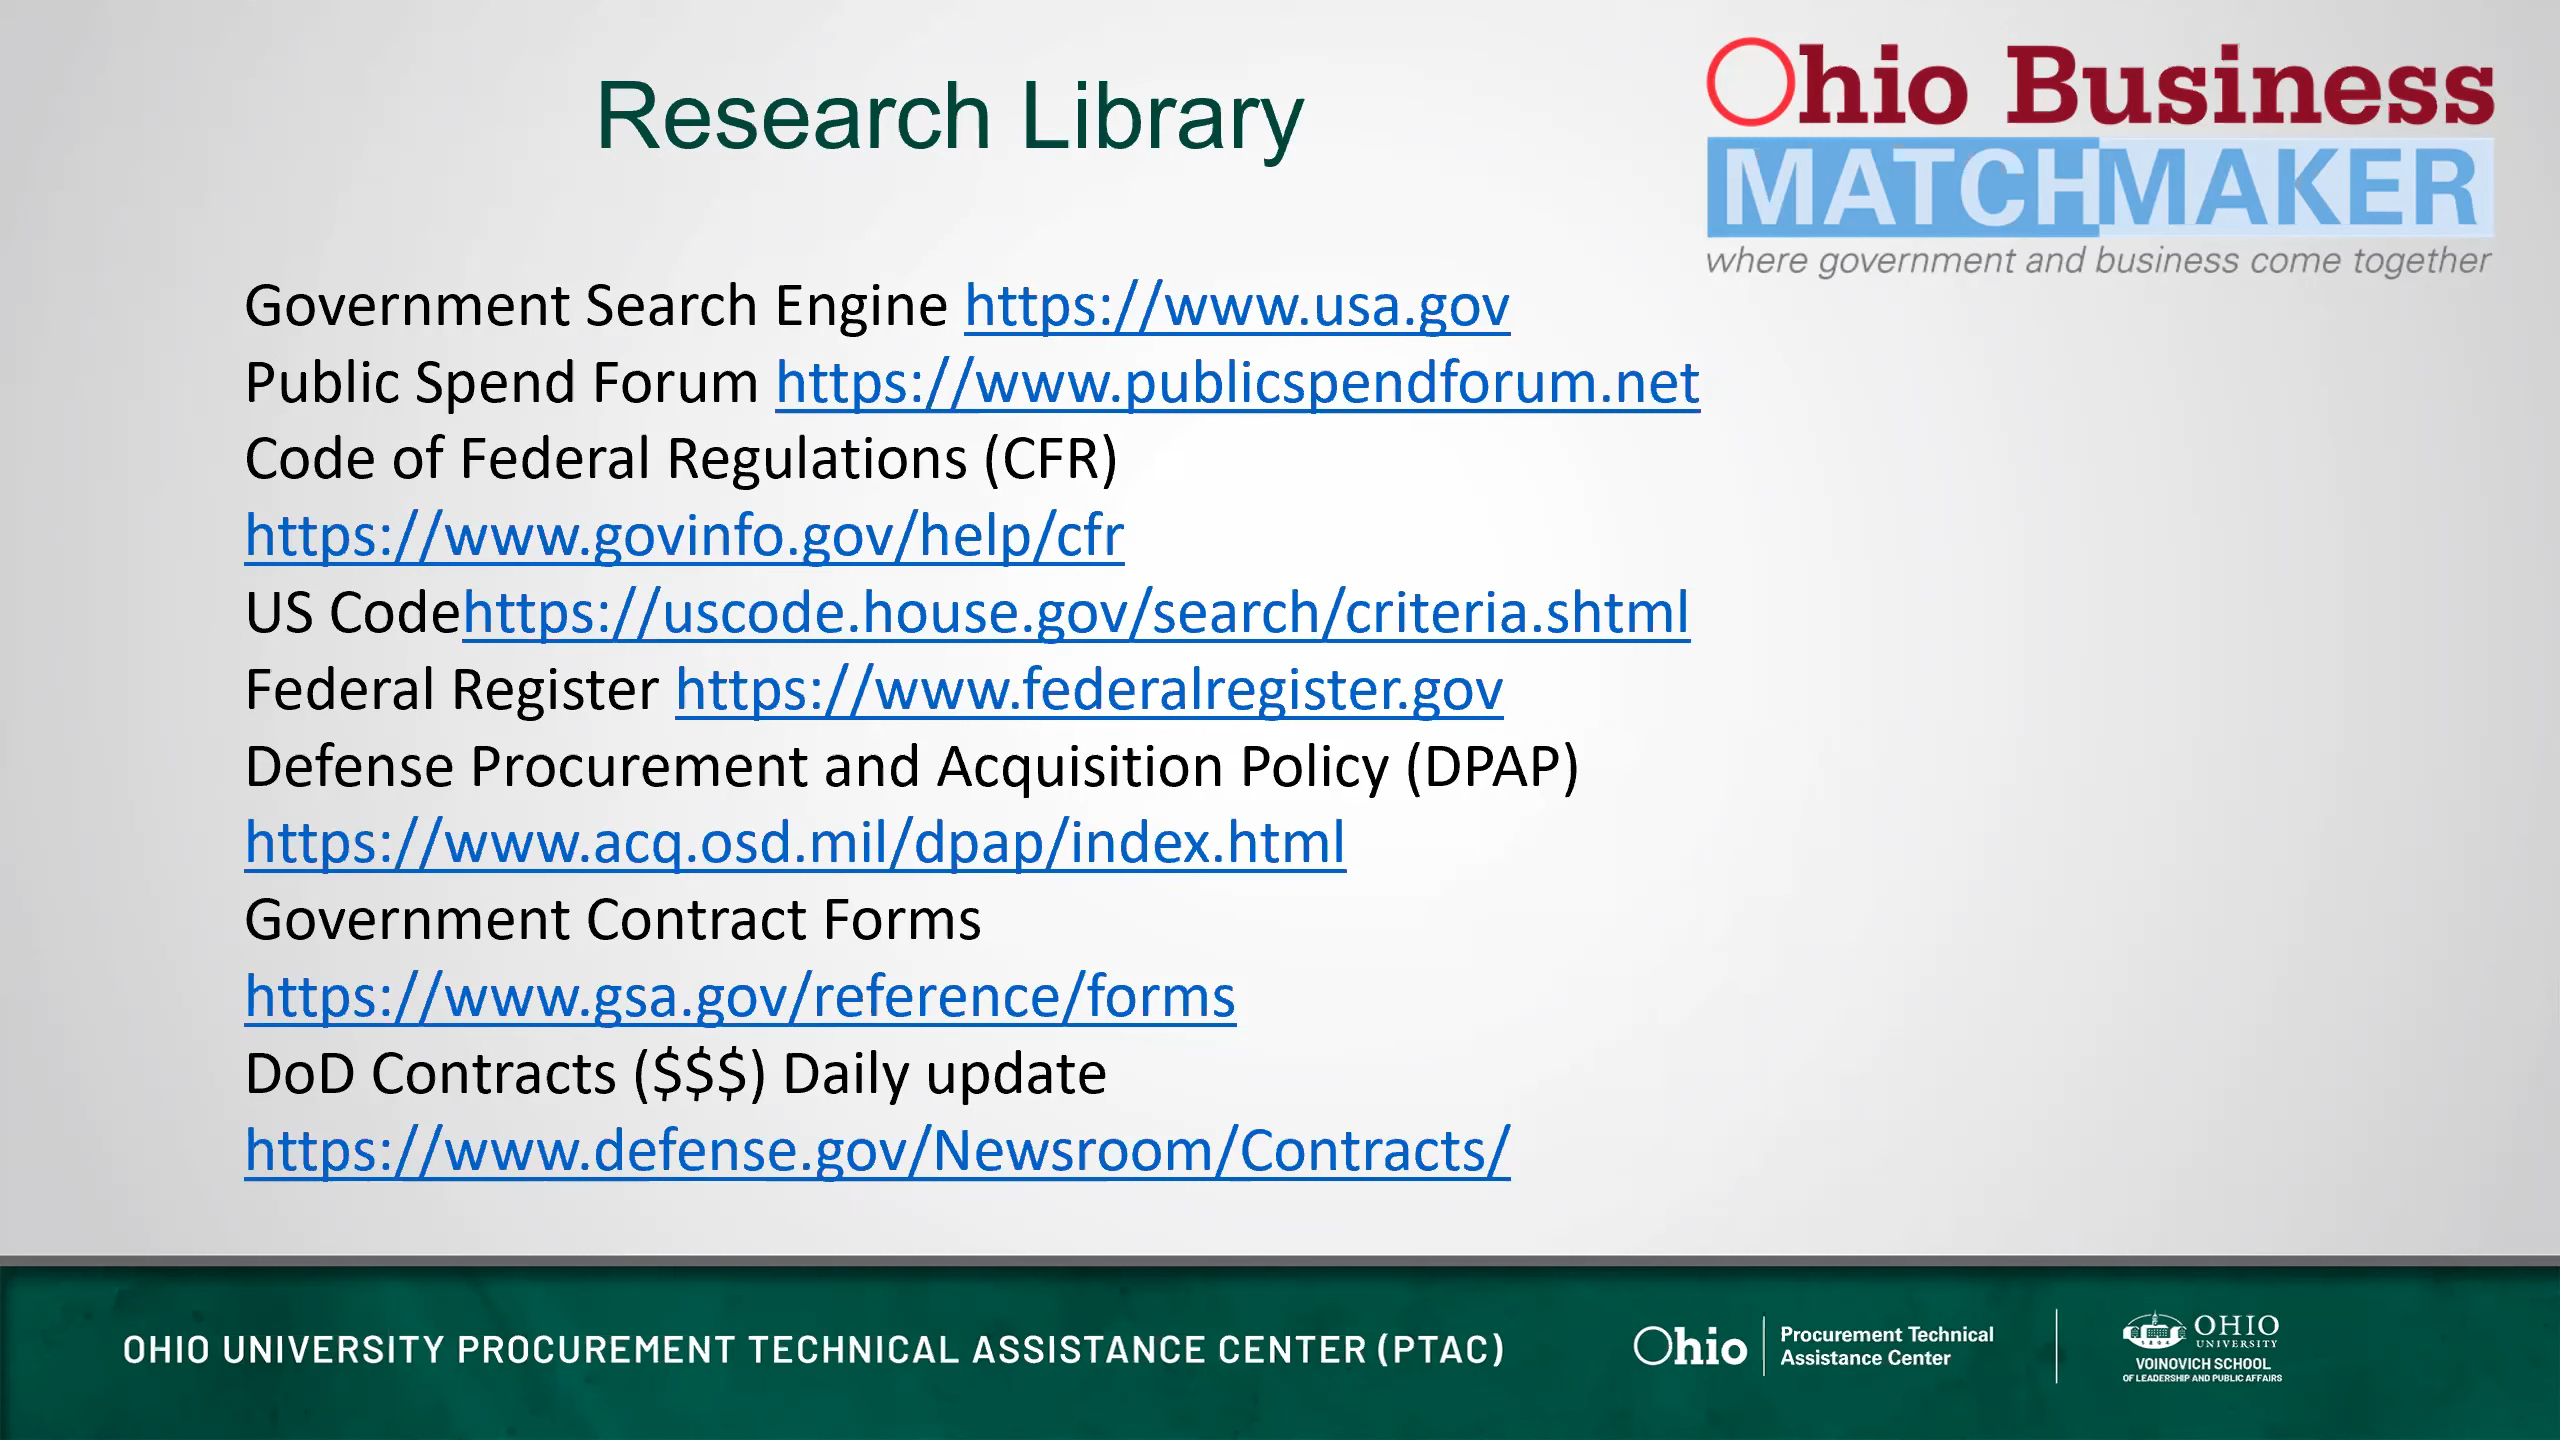 Research Library
Ohio Business
MATCHMAKER
where government and business come together
Government Search Engine https://www.usa.gov
Public Spend Forum https://www.publicspendforum.net
Code of Federal Regulations (CFR)
https://www.govinfo.gov/help/cfr
US Codehttps://uscode.house.gov/search/criteria.shtml
Federal Register https://www.federalregister.gov
Defense Procurement and Acquisition Policy (DPAP)
https://www.acq.osd.mil/dpap/index.html
Government Contract Forms
https://www.gsa.gov/reference/forms
DoD Contracts ($$$) Daily update
https://www.defense.gov/Newsroom/Contracts/
OHIO UNIVERSITY PROCUREMENT TECHNICAL ASSISTANCE CENTER (PTAC)
Ohio
Procurement Technical
Assistance Center
OHIO
UNIVERSITY
VOINOVICH SCHOOL
OF LEADERSHIP AND PUBLIC AFFAIRS